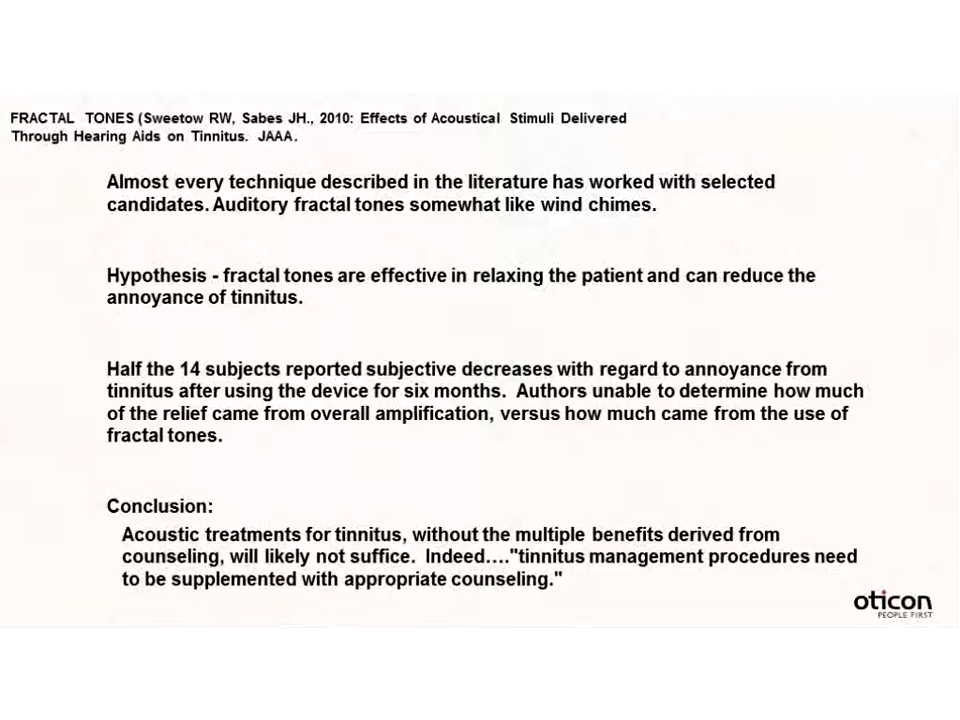 FRACTAL TONES (Sweetow RW, Sabes JH., 2010: Effects of Acoustical Stimuli Delivered
Through Hearing Aids on Tinnitus. JAAA.
Almost every technique described in the literature has worked with selected
candidates. Auditory fractal tones somewhat like wind chimes.
Hypothesis - fractal tones are effective in relaxing the patient and can reduce the
annoyance of tinnitus.
Half the 14 subjects reported subjective decreases with regard to annoyance from
tinnitus after using the device for six months. Authors unable to determine how much
of the relief came from overall amplification, versus how much came from the use of
fractal tones.
Conclusion:
Acoustic treatments for tinnitus, without the multiple benefits derived from
counseling, will likely not suffice. Indeed...."tinnitus management procedures need
to be supplemented with appropriate counseling."
oticon
PEOPLE FIRST